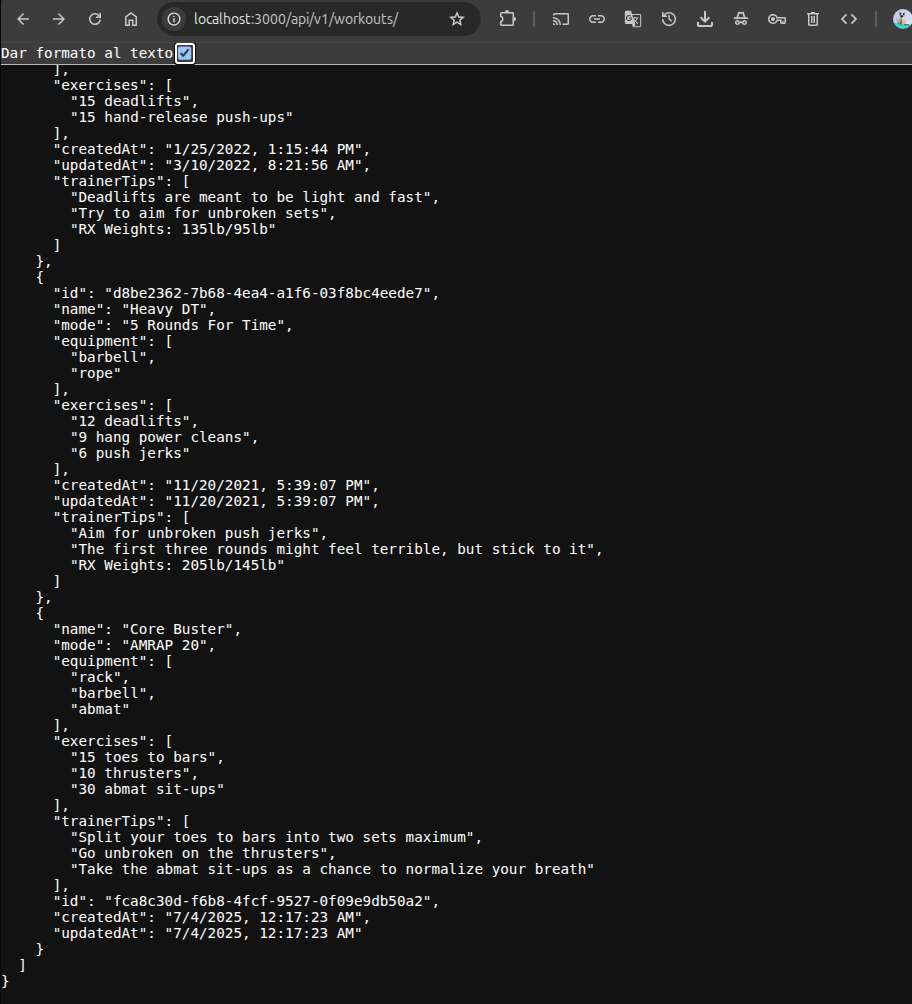 localhost:3000/api/v1/workouts/
Dar formato al texto
      ],
      "exercises": [
        "15 deadlifts",
        "15 hand-release push-ups"
      ],
      "createdAt": "1/25/2022, 1:15:44 PM",
      "updatedAt": "3/10/2022, 8:21:56 AM",
      "trainerTips": [
        "Deadlifts are meant to be light and fast",
        "Try to aim for unbroken sets",
        "RX Weights: 135lb/95lb"
      ]
    },
    {
      "id": "d8be2362-7b68-4ea4-a1f6-03f8bc4eede7",
      "name": "Heavy DT",
      "mode": "5 Rounds For Time",
      "equipment": [
        "barbell",
        "rope"
      ],
      "exercises": [
        "12 deadlifts",
        "9 hang power cleans",
        "6 push jerks"
      ],
      "createdAt": "11/20/2021, 5:39:07 PM",
      "updatedAt": "11/20/2021, 5:39:07 PM",
      "trainerTips": [
        "Aim for unbroken push jerks",
        "The first three rounds might feel terrible, but stick to it",
        "RX Weights: 205lb/145lb"
      ]
    },
    {
      "name": "Core Buster",
      "mode": "AMRAP 20",
      "equipment": [
        "rack",
        "barbell",
        "abmat"
      ],
      "exercises": [
        "15 toes to bars",
        "10 thrusters",
        "30 abmat sit-ups"
      ],
      "trainerTips": [
        "Split your toes to bars into two sets maximum",
        "Go unbroken on the thrusters",
        "Take the abmat sit-ups as a chance to normalize your breath"
      ],
      "id": "fca8c30d-f6b8-4fcf-9527-0f09e9db50a2",
      "createdAt": "7/4/2025, 12:17:23 AM",
      "updatedAt": "7/4/2025, 12:17:23 AM"
    }
  ]
}